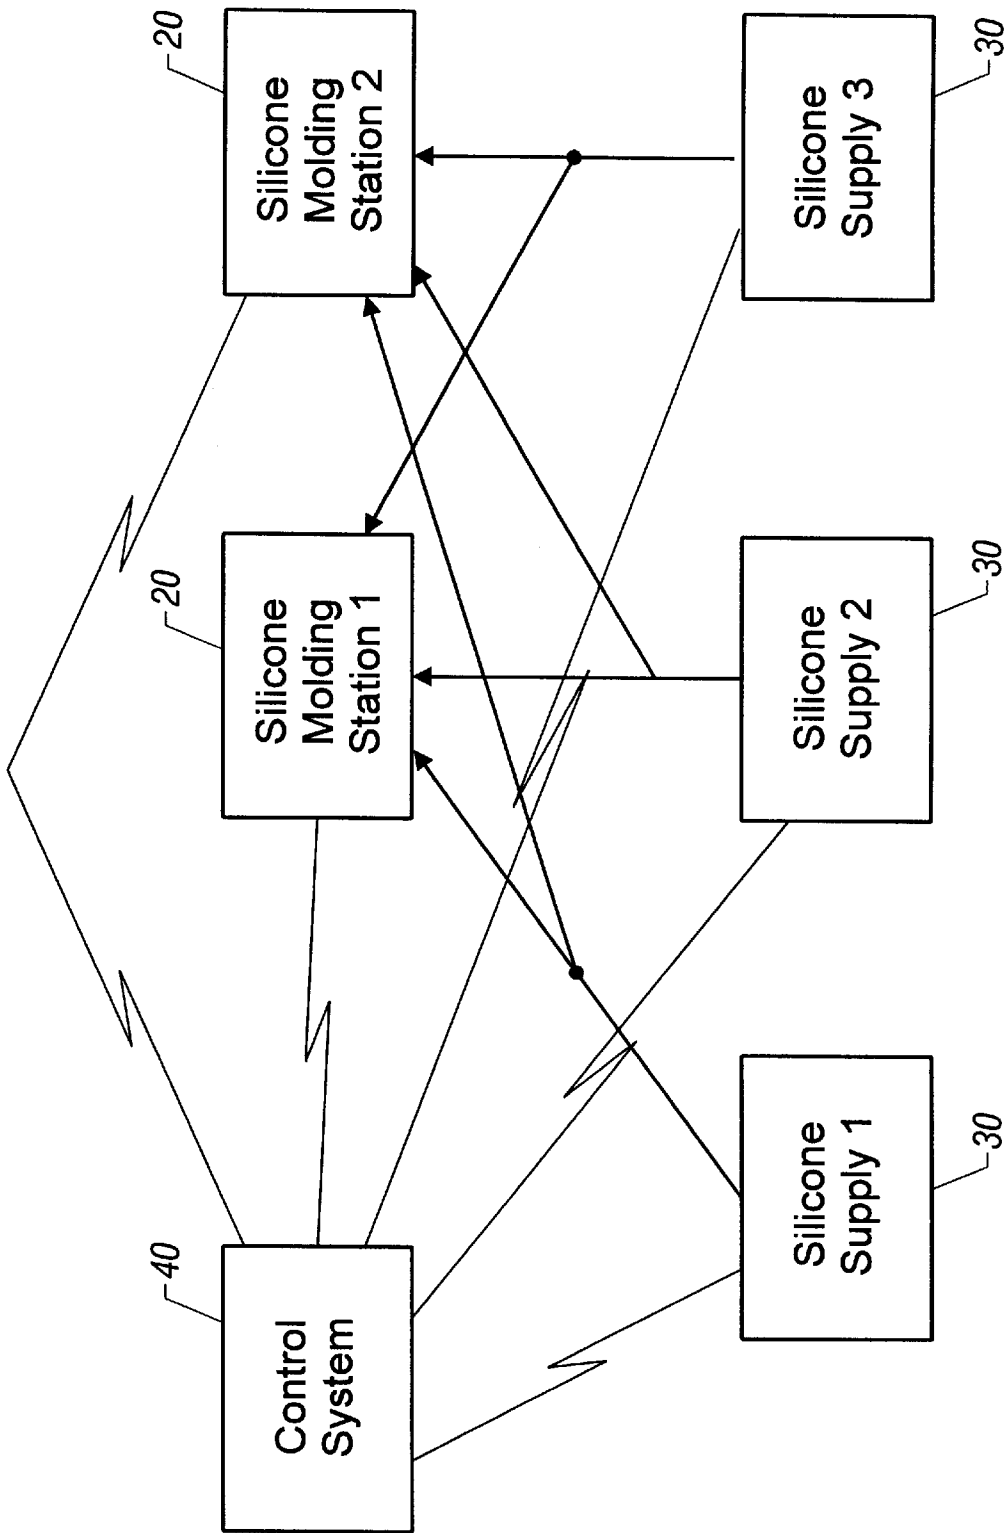 40
Control
System
20
Silicone
Molding
Station 1
20
Silicone
Molding
Station 2
Silicone
Supply 1
30
Silicone
Supply 2
30
Silicone
Supply 3
30